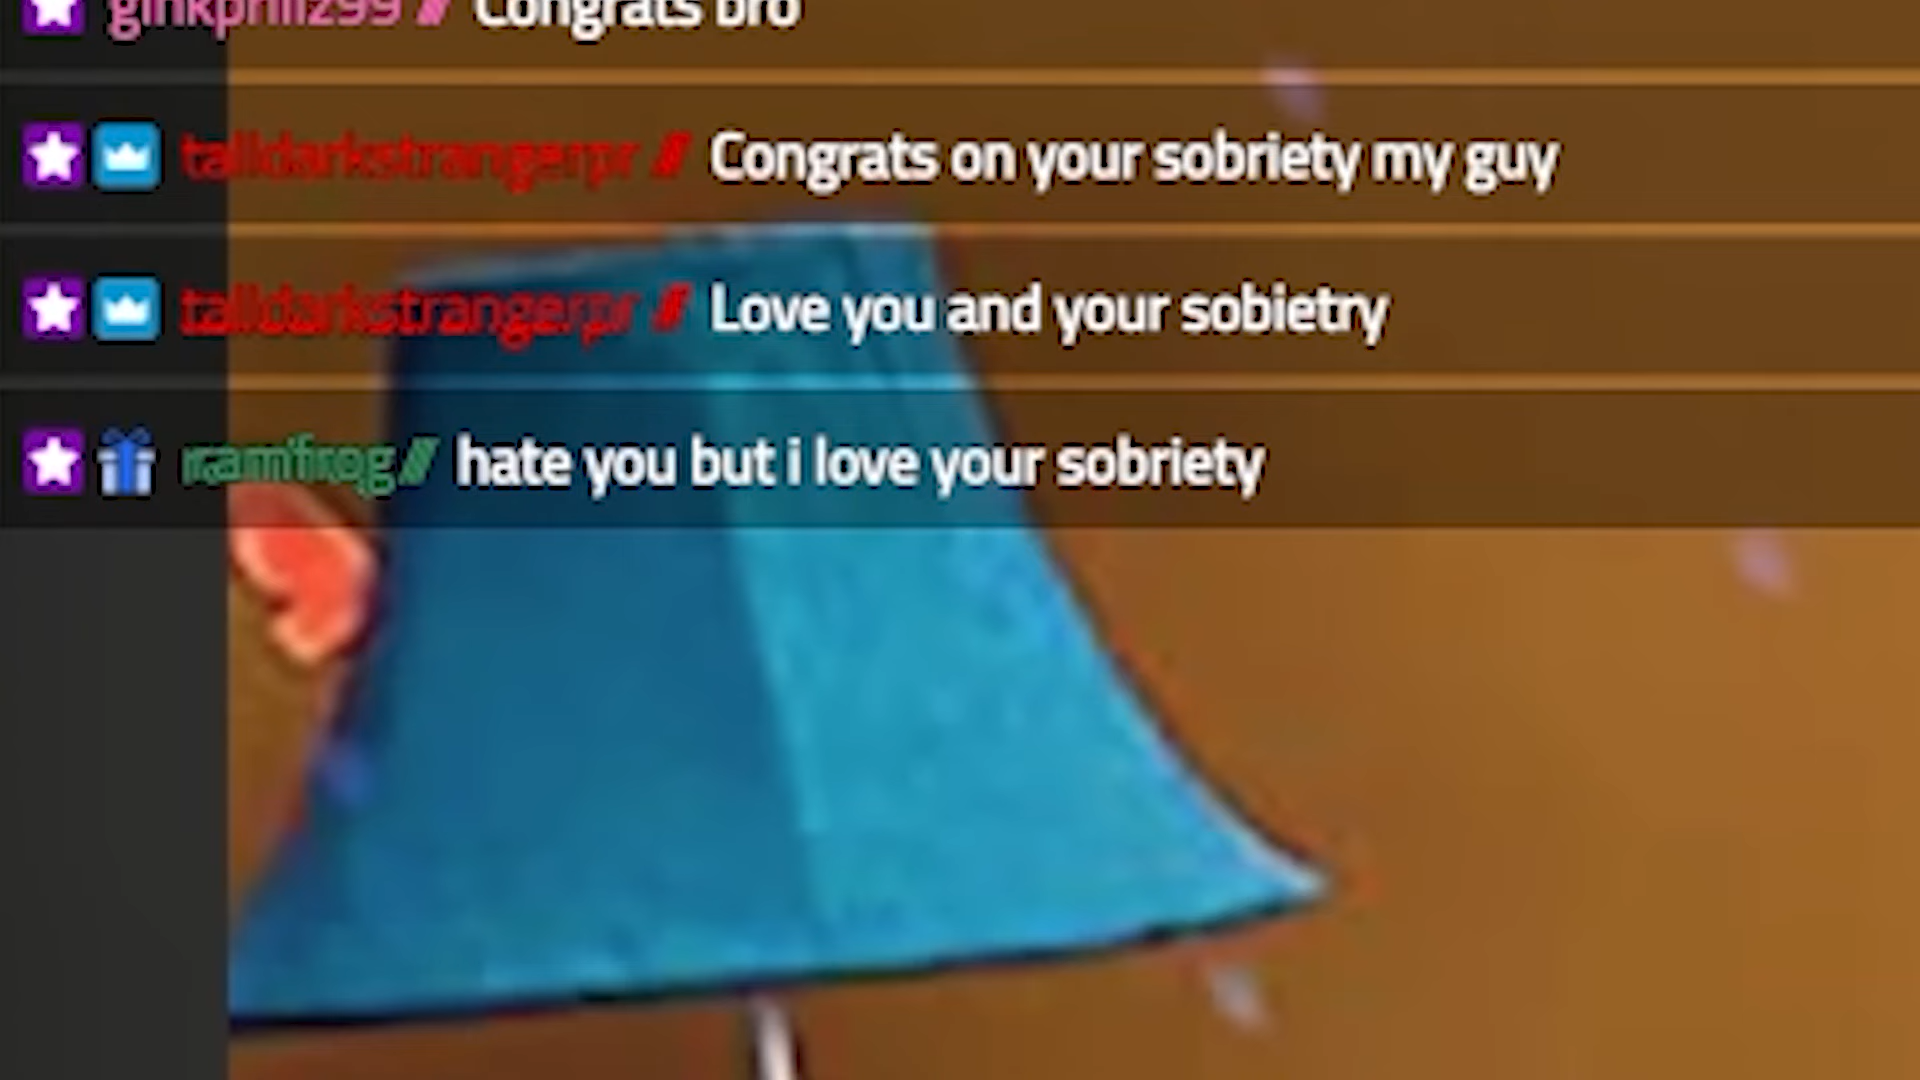 Congrats bro
talldarkstrangerpr // Congrats on your sobriety my guy
talldarkstrangerpr // Love you and your sobietry
ramfrog // hate you but i love your sobriety